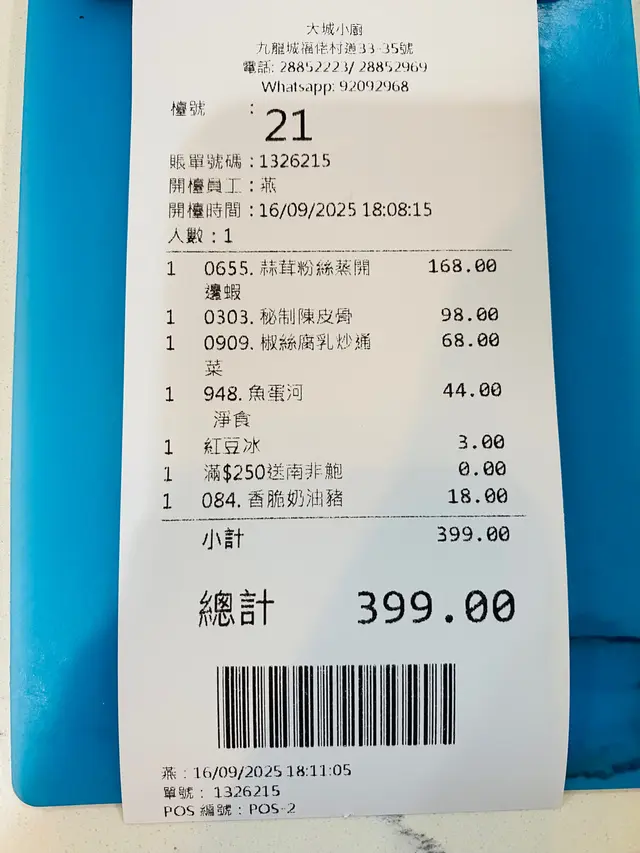 大城小廚
九龍城福佬村道33-35號
電話: 28852223/ 28852969
Whatsapp: 92092968
檯號 : 21
賬單號碼 : 1326215
開檯員工 : 燕
開檯時間 : 16/09/2025 18:08:15
人數 : 1
1 0655. 蒜茸粉絲蒸開 168.00
邊蝦
1 0303. 秘制陳皮骨 98.00
1 0909. 椒絲腐乳炒通 68.00
菜
1 948. 魚蛋河 44.00
淨食
1 紅豆冰 3.00
1 滿$250送南非鮑 0.00
1 084. 香脆奶油豬 18.00
小計 399.00
總計 399.00
燕 : 16/09/2025 18:11:05
單號 : 1326215
POS 編號 : POS-2